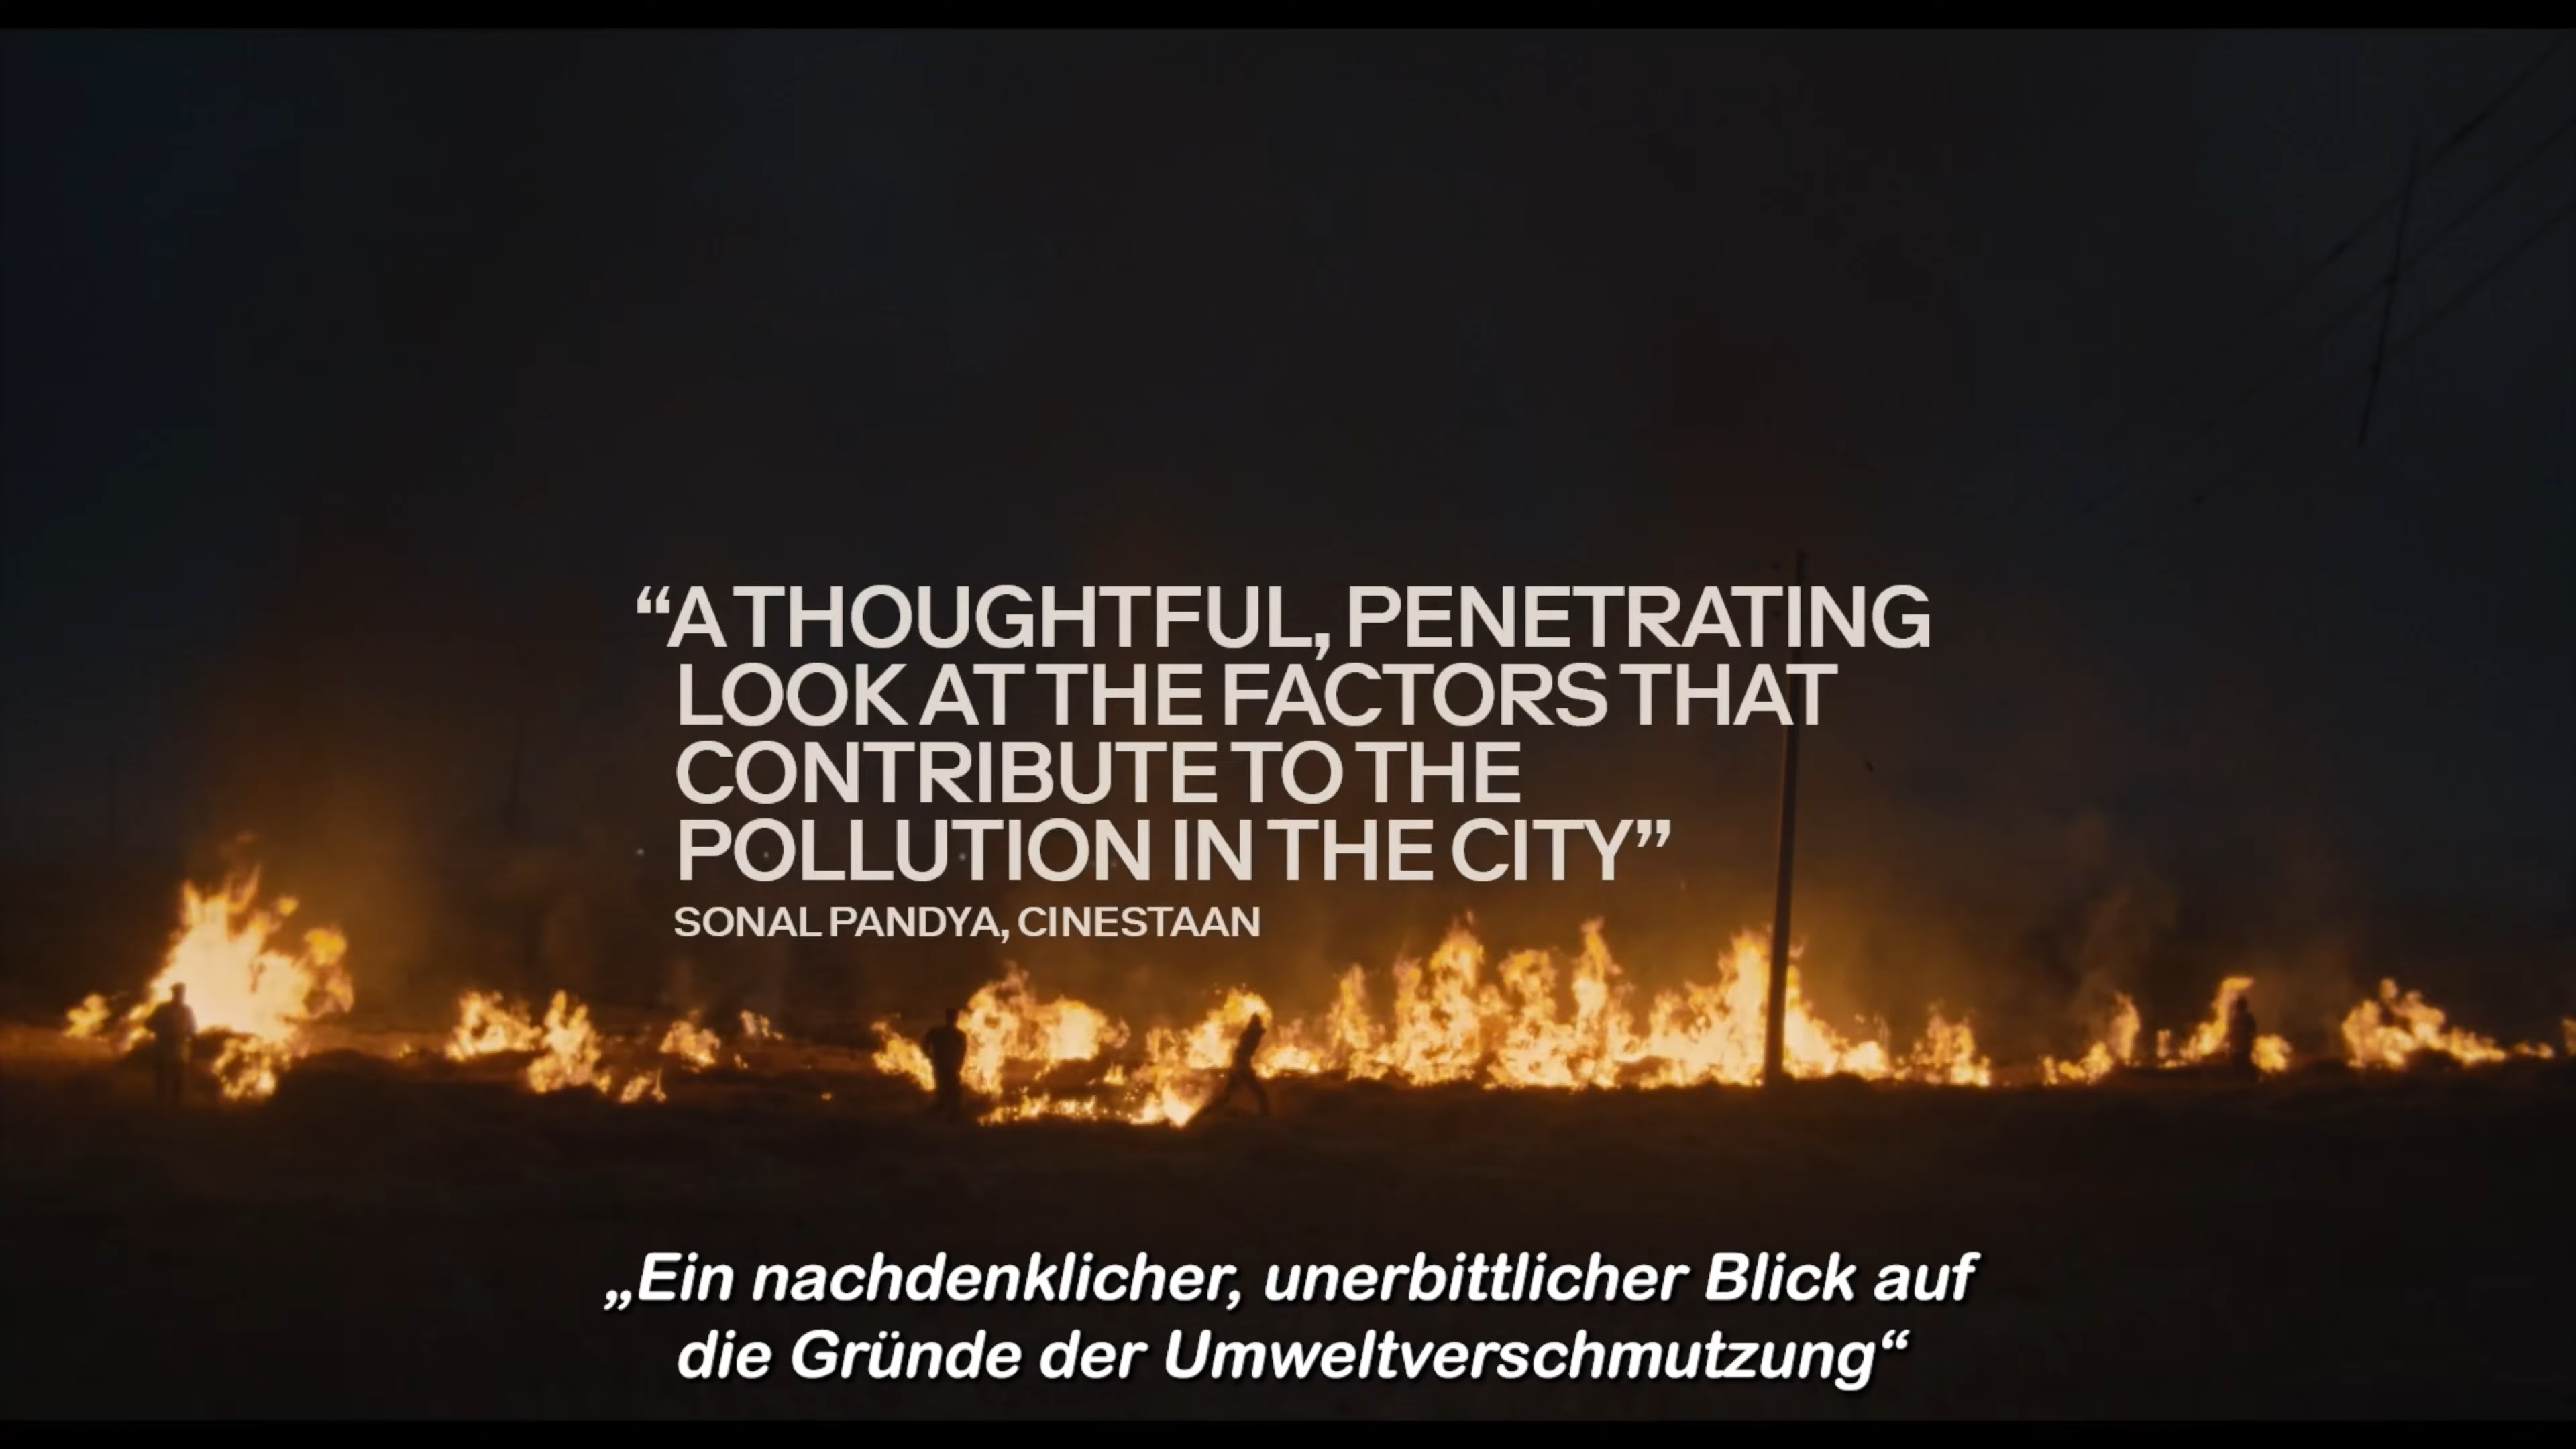 “A THOUGHTFUL, PENETRATING
LOOK AT THE FACTORS THAT
CONTRIBUTE TO THE
POLLUTION IN THE CITY”
SONAL PANDYA, CINESTAAN
„Ein nachdenklicher, unerbittlicher Blick auf
die Gründe der Umweltverschmutzung“